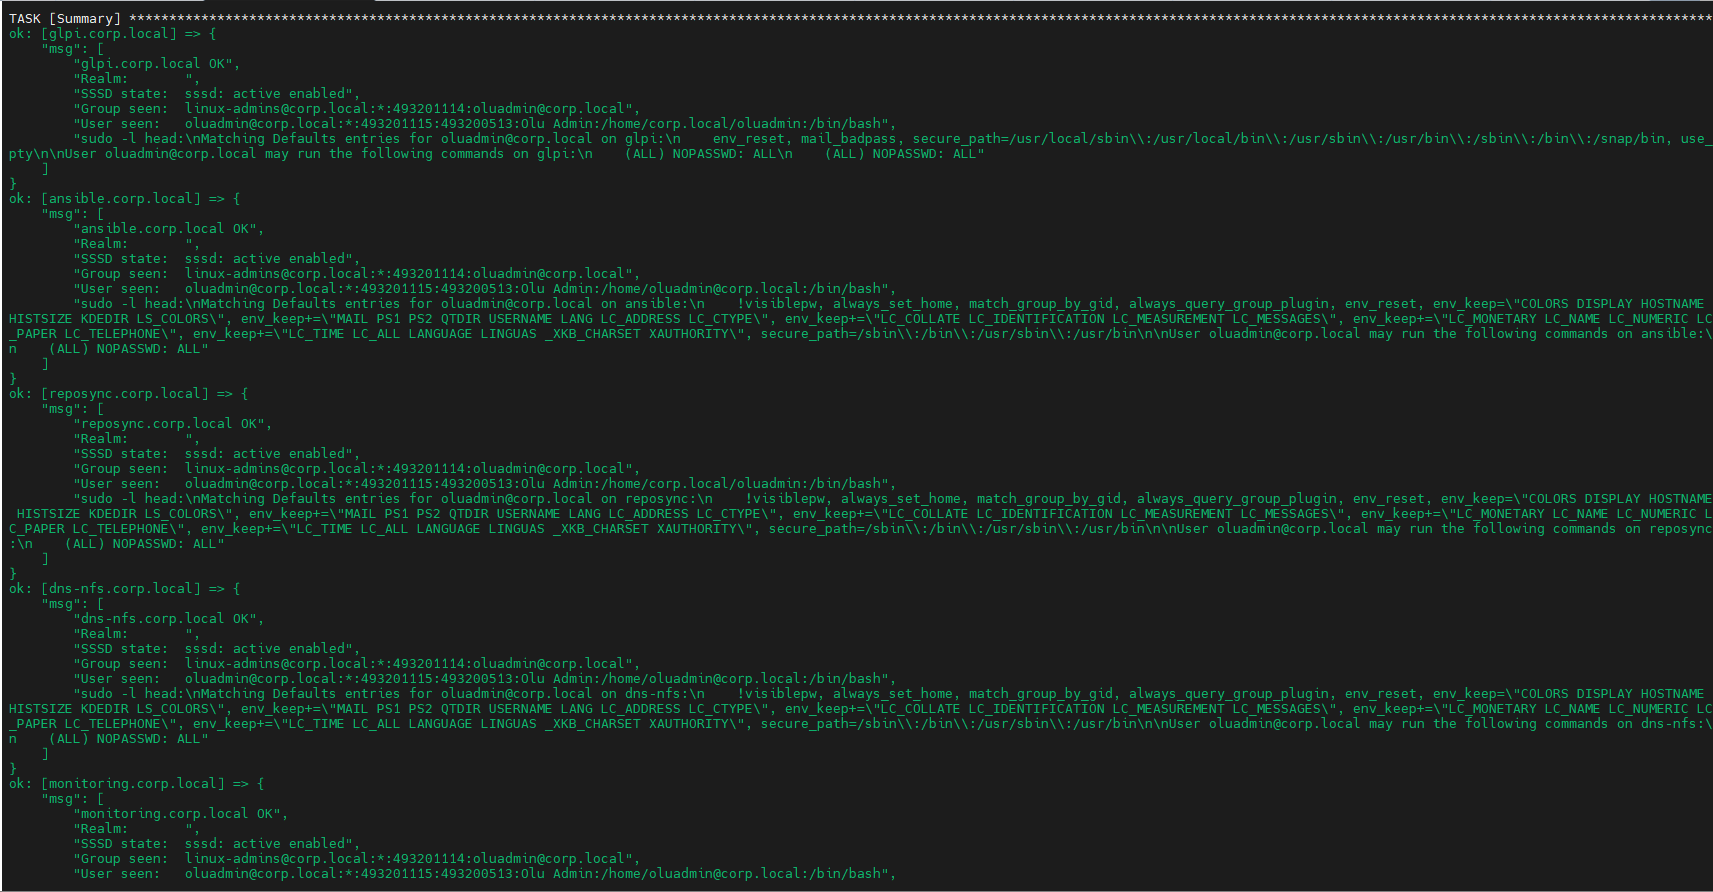 TASK [Summary] ***************************************************************************************************************************************************************************************************
ok: [glpi.corp.local] => {
    "msg": [
        "glpi.corp.local OK",
        "Realm:       ",
        "SSSD state:  sssd: active enabled",
        "Group seen:  linux-admins@corp.local:*:493201114:oluadmin@corp.local",
        "User seen:   oluadmin@corp.local:*:493201115:493200513:Olu Admin:/home/corp.local/oluadmin:/bin/bash",
        "sudo -l head:\nMatching Defaults entries for oluadmin@corp.local on glpi:\n    env_reset, mail_badpass, secure_path=/usr/local/sbin\\:/usr/local/bin\\:/usr/sbin\\:/usr/bin\\:/sbin\\:/bin\\:/snap/bin, use_
pty\n\nUser oluadmin@corp.local may run the following commands on glpi:\n    (ALL) NOPASSWD: ALL\n    (ALL) NOPASSWD: ALL"
    ]
}
ok: [ansible.corp.local] => {
    "msg": [
        "ansible.corp.local OK",
        "Realm:       ",
        "SSSD state:  sssd: active enabled",
        "Group seen:  linux-admins@corp.local:*:493201114:oluadmin@corp.local",
        "User seen:   oluadmin@corp.local:*:493201115:493200513:Olu Admin:/home/oluadmin@corp.local:/bin/bash",
        "sudo -l head:\nMatching Defaults entries for oluadmin@corp.local on ansible:\n    !visiblepw, always_set_home, match_group_by_gid, always_query_group_plugin, env_reset, env_keep=\"COLORS DISPLAY HOSTNAME
HISTSIZE KDEDIR LS_COLORS\", env_keep+=\"MAIL PS1 PS2 QTDIR USERNAME LANG LC_ADDRESS LC_CTYPE\", env_keep+=\"LC_COLLATE LC_IDENTIFICATION LC_MEASUREMENT LC_MESSAGES\", env_keep+=\"LC_MONETARY LC_NAME LC_NUMERIC LC
_PAPER LC_TELEPHONE\", env_keep+=\"LC_TIME LC_ALL LANGUAGE LINGUAS _XKB_CHARSET XAUTHORITY\", secure_path=/sbin\\:/bin\\:/usr/sbin\\:/usr/bin\n\nUser oluadmin@corp.local may run the following commands on ansible:\
n    (ALL) NOPASSWD: ALL"
    ]
}
ok: [reposync.corp.local] => {
    "msg": [
        "reposync.corp.local OK",
        "Realm:       ",
        "SSSD state:  sssd: active enabled",
        "Group seen:  linux-admins@corp.local:*:493201114:oluadmin@corp.local",
        "User seen:   oluadmin@corp.local:*:493201115:493200513:Olu Admin:/home/corp.local/oluadmin:/bin/bash",
        "sudo -l head:\nMatching Defaults entries for oluadmin@corp.local on reposync:\n    !visiblepw, always_set_home, match_group_by_gid, always_query_group_plugin, env_reset, env_keep=\"COLORS DISPLAY HOSTNAME
 HISTSIZE KDEDIR LS_COLORS\", env_keep+=\"MAIL PS1 PS2 QTDIR USERNAME LANG LC_ADDRESS LC_CTYPE\", env_keep+=\"LC_COLLATE LC_IDENTIFICATION LC_MEASUREMENT LC_MESSAGES\", env_keep+=\"LC_MONETARY LC_NAME LC_NUMERIC L
C_PAPER LC_TELEPHONE\", env_keep+=\"LC_TIME LC_ALL LANGUAGE LINGUAS _XKB_CHARSET XAUTHORITY\", secure_path=/sbin\\:/bin\\:/usr/sbin\\:/usr/bin\n\nUser oluadmin@corp.local may run the following commands on reposync
:\n    (ALL) NOPASSWD: ALL"
    ]
}
ok: [dns-nfs.corp.local] => {
    "msg": [
        "dns-nfs.corp.local OK",
        "Realm:       ",
        "SSSD state:  sssd: active enabled",
        "Group seen:  linux-admins@corp.local:*:493201114:oluadmin@corp.local",
        "User seen:   oluadmin@corp.local:*:493201115:493200513:Olu Admin:/home/oluadmin@corp.local:/bin/bash",
        "sudo -l head:\nMatching Defaults entries for oluadmin@corp.local on dns-nfs:\n    !visiblepw, always_set_home, match_group_by_gid, always_query_group_plugin, env_reset, env_keep=\"COLORS DISPLAY HOSTNAME
HISTSIZE KDEDIR LS_COLORS\", env_keep+=\"MAIL PS1 PS2 QTDIR USERNAME LANG LC_ADDRESS LC_CTYPE\", env_keep+=\"LC_COLLATE LC_IDENTIFICATION LC_MEASUREMENT LC_MESSAGES\", env_keep+=\"LC_MONETARY LC_NAME LC_NUMERIC LC
_PAPER LC_TELEPHONE\", env_keep+=\"LC_TIME LC_ALL LANGUAGE LINGUAS _XKB_CHARSET XAUTHORITY\", secure_path=/sbin\\:/bin\\:/usr/sbin\\:/usr/bin\n\nUser oluadmin@corp.local may run the following commands on dns-nfs:\
n    (ALL) NOPASSWD: ALL"
    ]
}
ok: [monitoring.corp.local] => {
    "msg": [
        "monitoring.corp.local OK",
        "Realm:       ",
        "SSSD state:  sssd: active enabled",
        "Group seen:  linux-admins@corp.local:*:493201114:oluadmin@corp.local",
        "User seen:   oluadmin@corp.local:*:493201115:493200513:Olu Admin:/home/oluadmin@corp.local:/bin/bash",